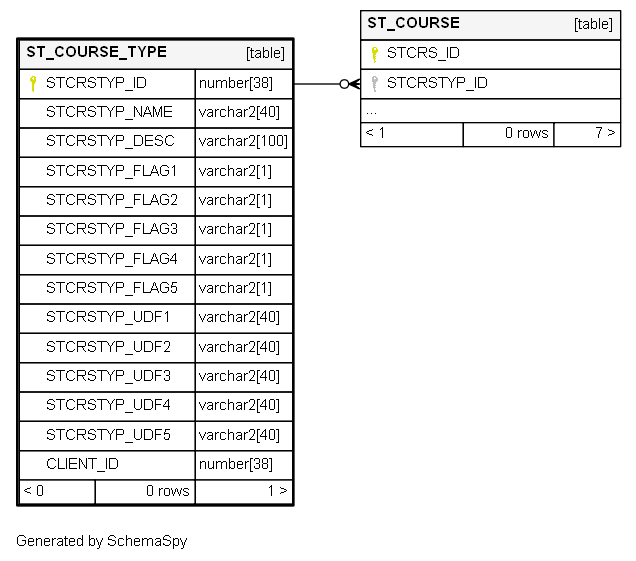 ST_COURSE_TYPE [table]
STCRSTYP_ID number[38]
STCRSTYP_NAME varchar2[40]
STCRSTYP_DESC varchar2[100]
STCRSTYP_FLAG1 varchar2[1]
STCRSTYP_FLAG2 varchar2[1]
STCRSTYP_FLAG3 varchar2[1]
STCRSTYP_FLAG4 varchar2[1]
STCRSTYP_FLAG5 varchar2[1]
STCRSTYP_UDF1 varchar2[40]
STCRSTYP_UDF2 varchar2[40]
STCRSTYP_UDF3 varchar2[40]
STCRSTYP_UDF4 varchar2[40]
STCRSTYP_UDF5 varchar2[40]
CLIENT_ID number[38]
< 0 0 rows 1 >
ST_COURSE [table]
STCRS_ID
STCRSTYP_ID
...
< 1 0 rows 7 >
Generated by SchemaSpy